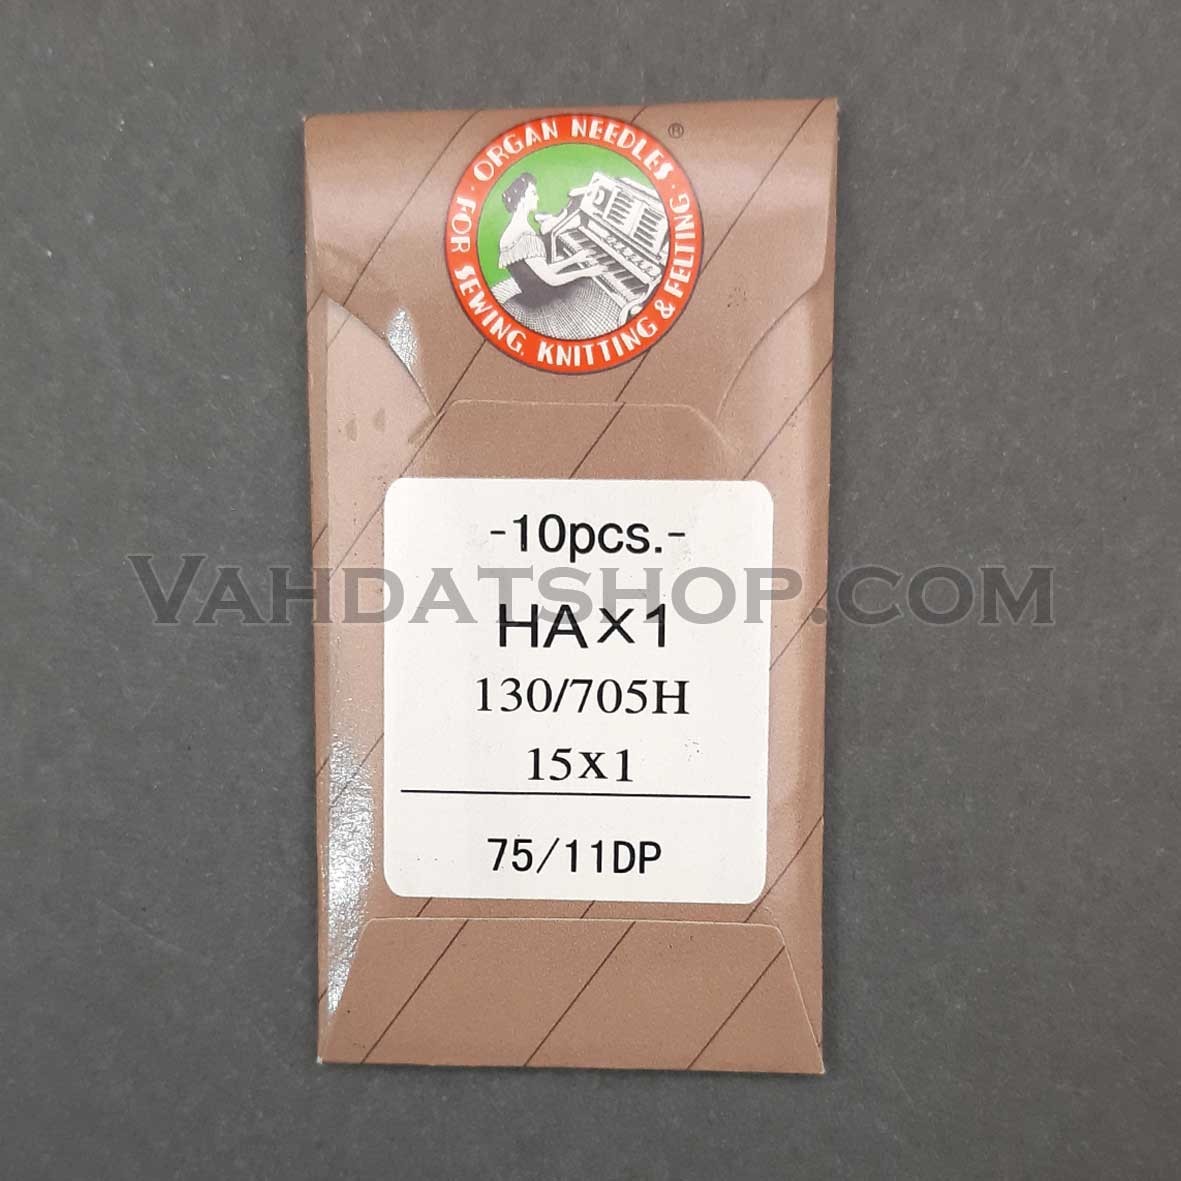 ORGAN NEEDLES ®
· FOR SEWING, KNITTING & FELTING ·
-10pcs.-
VAHDATSHOP.COM
HA×1
130/705H
15x1
75/11DP